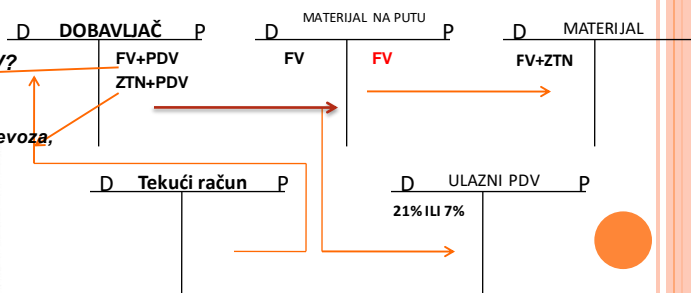 D DOBAVLJAČ P
MATERIJAL NA PUTU
D P
D MATERIJAL
FV+PDV
ZTN+PDV
FV FV
FV+ZTN
D Tekući račun P
D ULAZNI PDV P
21% ILI 7%